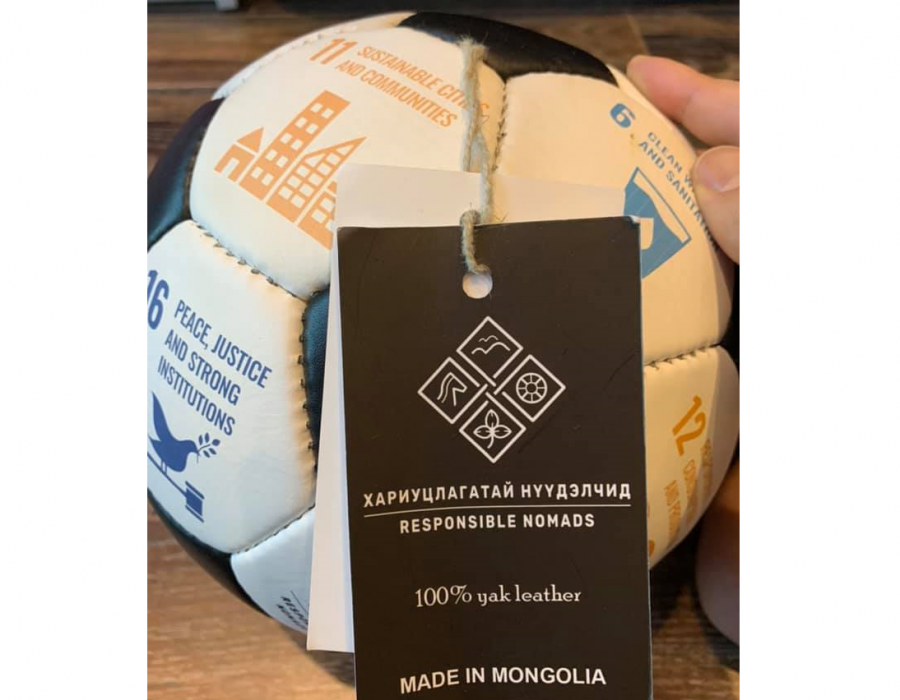 11
SUSTAINABLE CITIES
AND COMMUNITIES
6
CLEAN
AND
16
PEACE, JUSTICE
AND STRONG
INSTITUTIONS
12
ХАРИУЦЛАГАТАЙ НҮҮДЭЛЧИД
RESPONSIBLE NOMADS
100% yak leather
MADE IN MONGOLIA